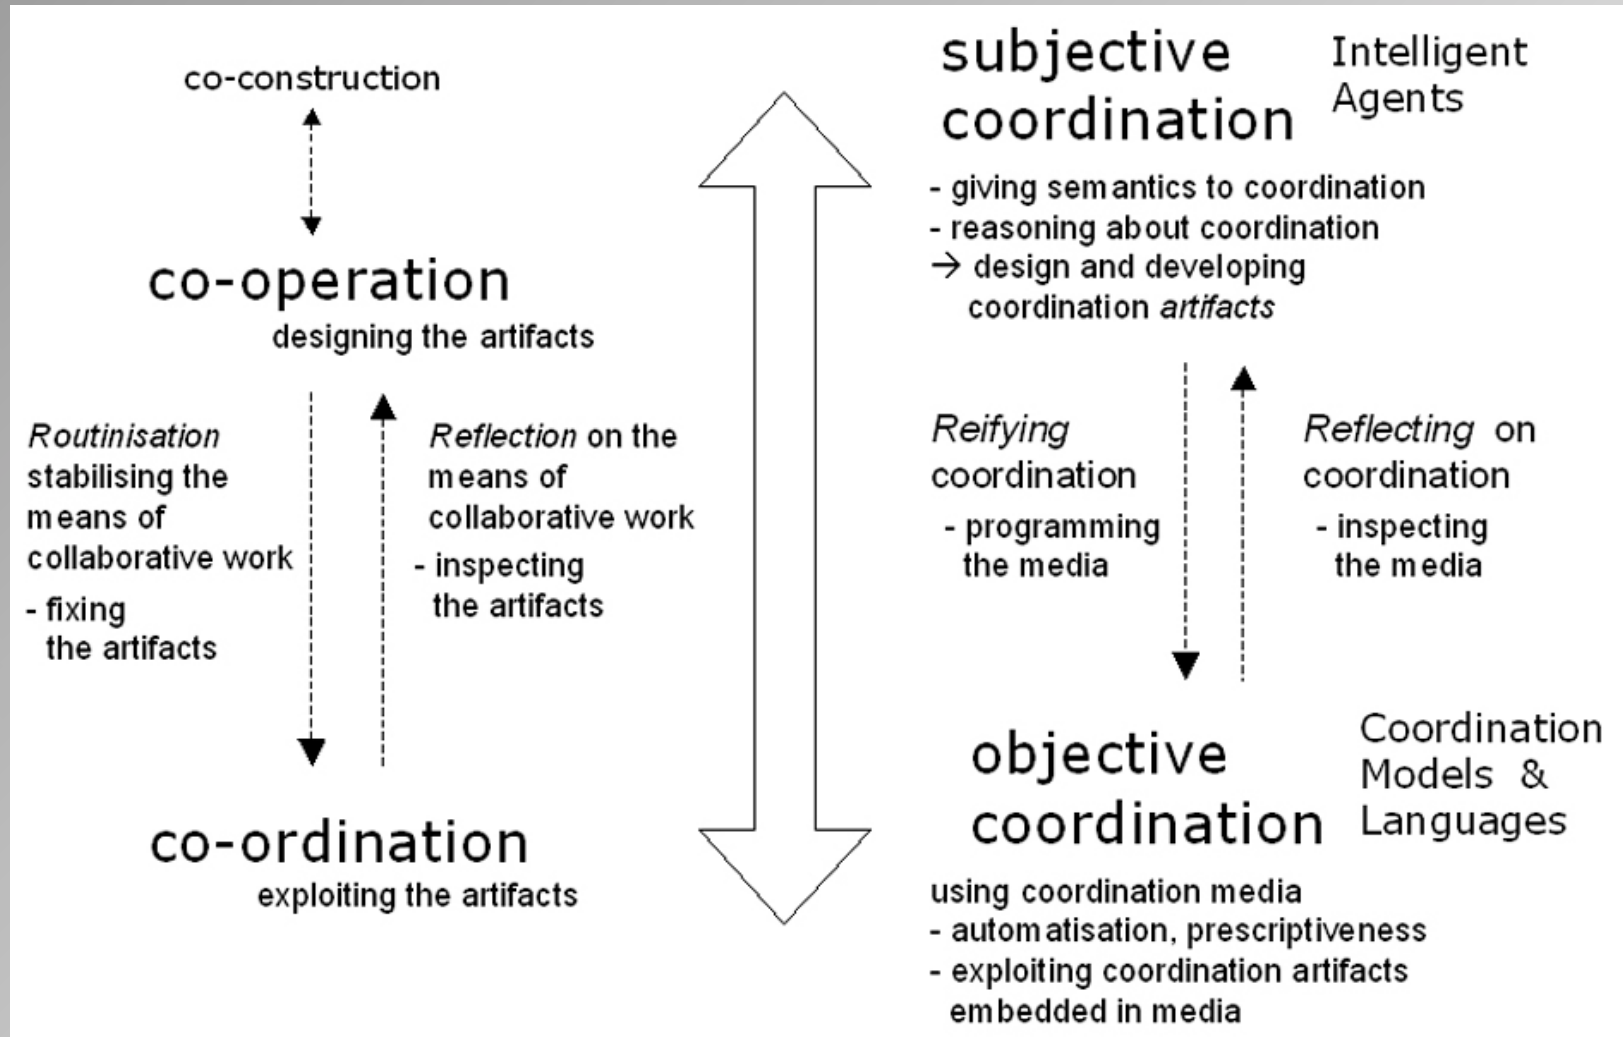 co-construction
co-operation
designing the artifacts
Routinisation
stabilising the
means of
collaborative work
- fixing
the artifacts
Reflection on the
means of
collaborative work
- inspecting
the artifacts
co-ordination
exploiting the artifacts
subjective
coordination
Intelligent
Agents
- giving semantics to coordination
- reasoning about coordination
→ design and developing
coordination artifacts
Reifying
coordination
- programming
the media
Reflecting on
coordination
- inspecting
the media
objective
coordination
Coordination
Models &
Languages
using coordination media
- automatisation, prescriptiveness
- exploiting coordination artifacts
embedded in media